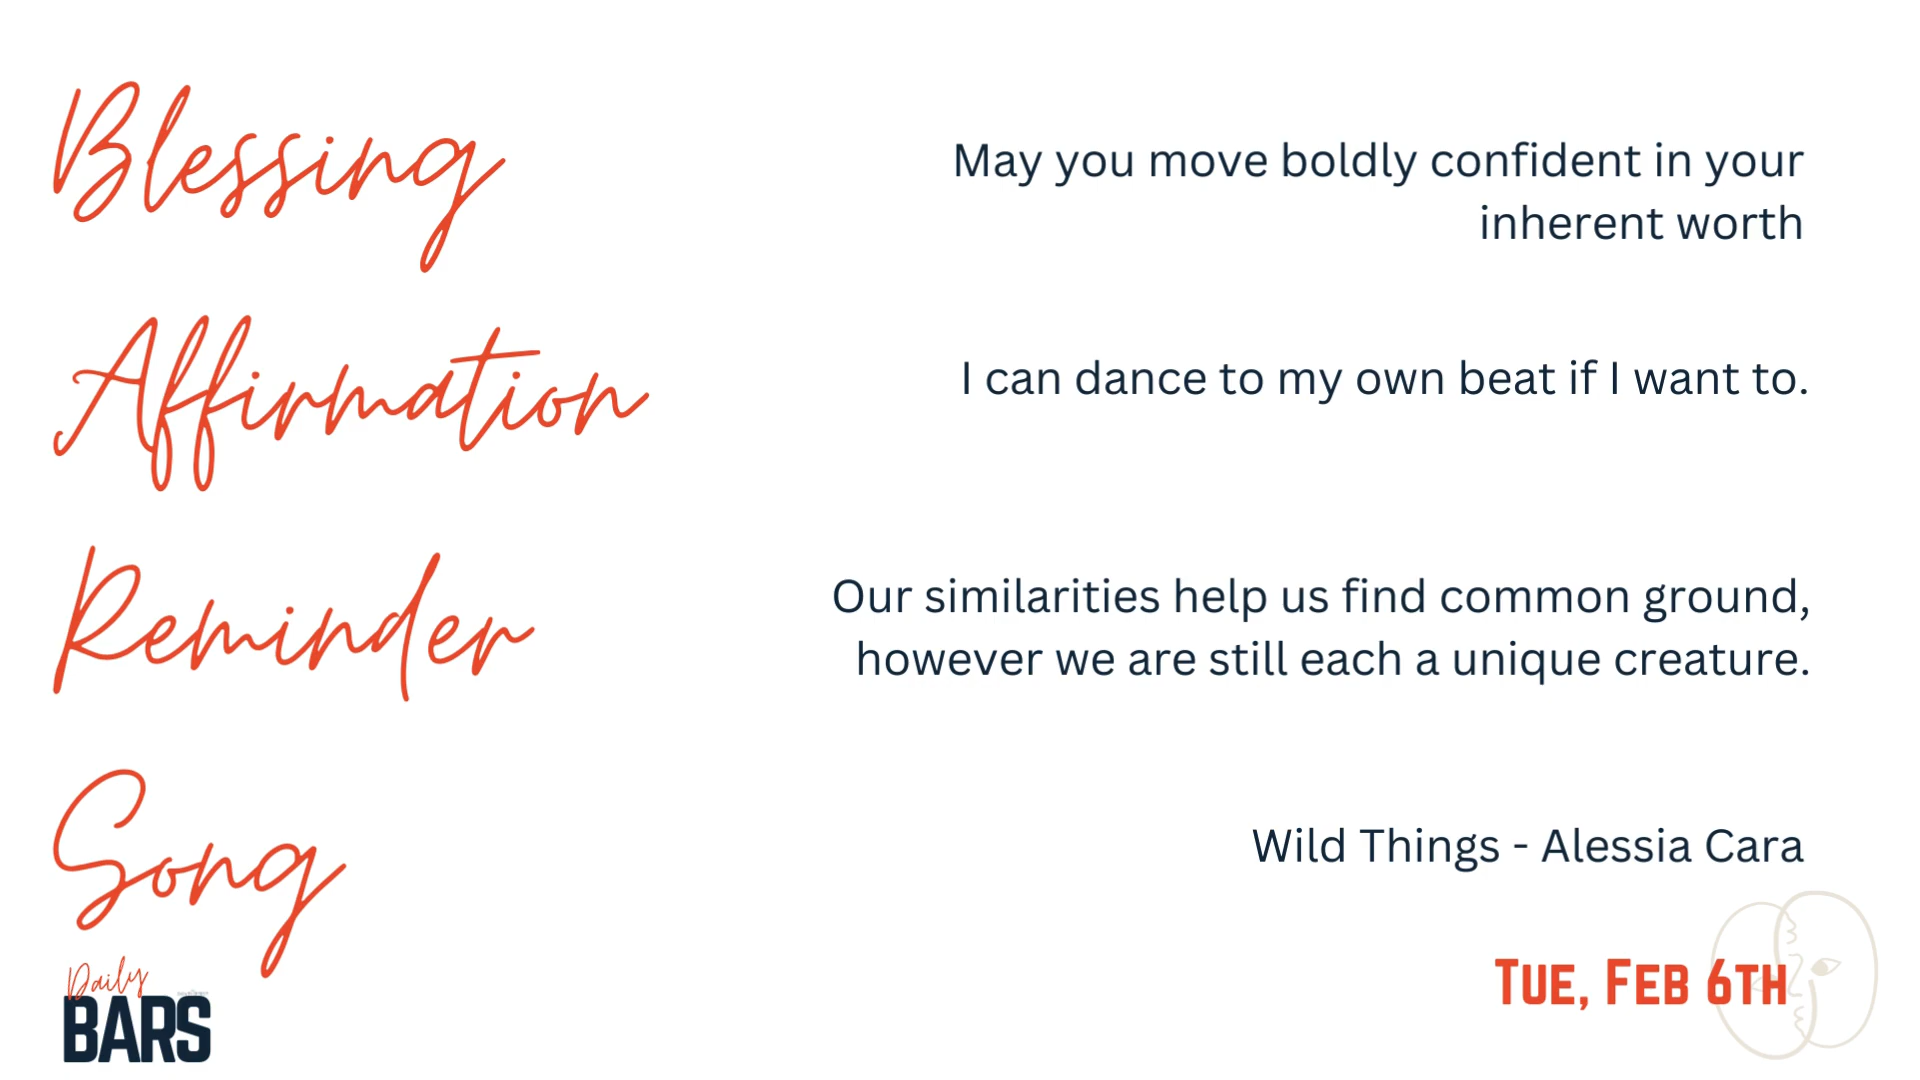 Blessing
May you move boldly confident in your
inherent worth
Affirmation
I can dance to my own beat if I want to.
Reminder
Our similarities help us find common ground,
however we are still each a unique creature.
Song
Wild Things - Alessia Cara
Daily
BARS
Tue, Feb 6th